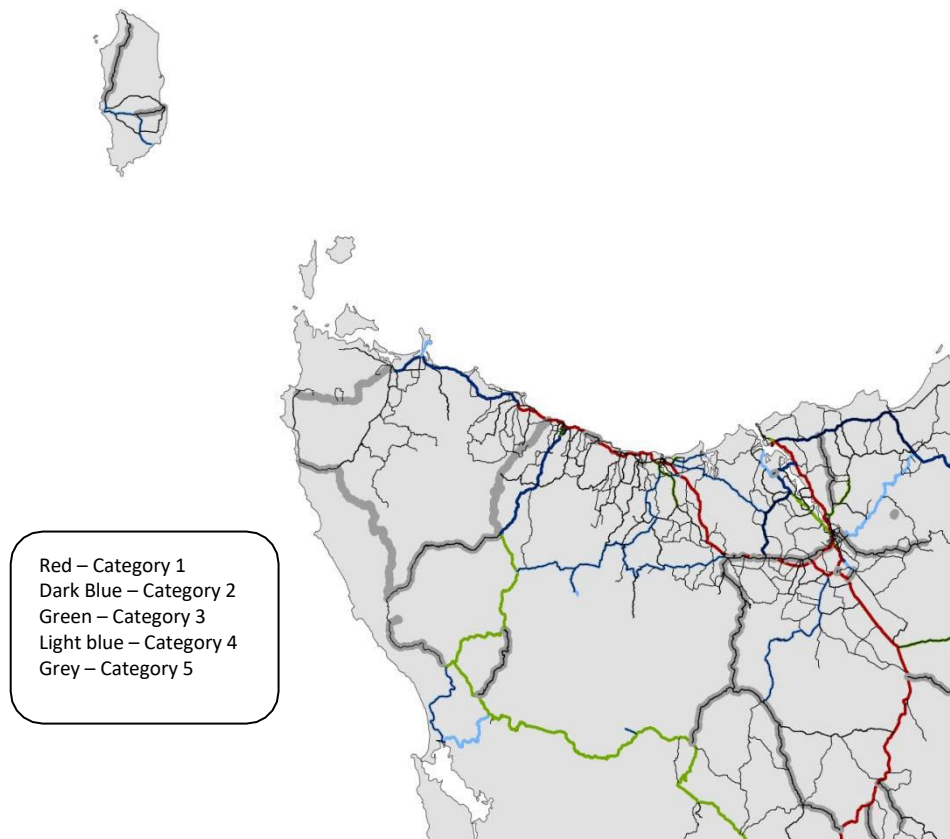 Red – Category 1
Dark Blue – Category 2
Green – Category 3
Light blue – Category 4
Grey – Category 5